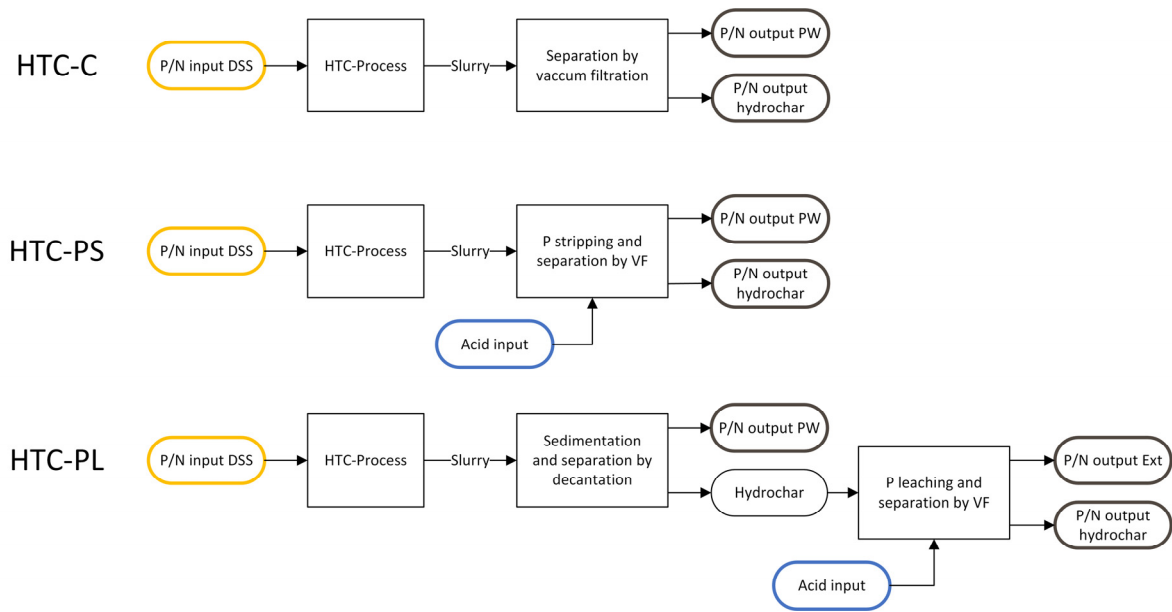 HTC-C
P/N input DSS
HTC-Process
Slurry
Separation by
vaccum filtration
P/N output PW
P/N output
hydrochar
HTC-PS
P/N input DSS
HTC-Process
Slurry
P stripping and
separation by VF
P/N output PW
P/N output
hydrochar
Acid input
HTC-PL
P/N input DSS
HTC-Process
Slurry
Sedimentation
and separation by
decantation
P/N output PW
Hydrochar
P leaching and
separation by VF
P/N output Ext
P/N output
hydrochar
Acid input